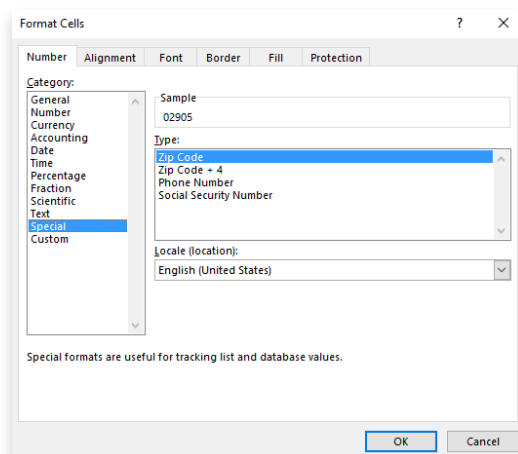 Format Cells
?
Number Alignment Font Border Fill Protection
Category:
General
Number
Currency
Accounting
Date
Time
Percentage
Fraction
Scientific
Text
Special
Custom
Sample
02905
Type:
Zip Code
Zip Code + 4
Phone Number
Social Security Number
Locale (location):
English (United States)
Special formats are useful for tracking list and database values.
OK Cancel